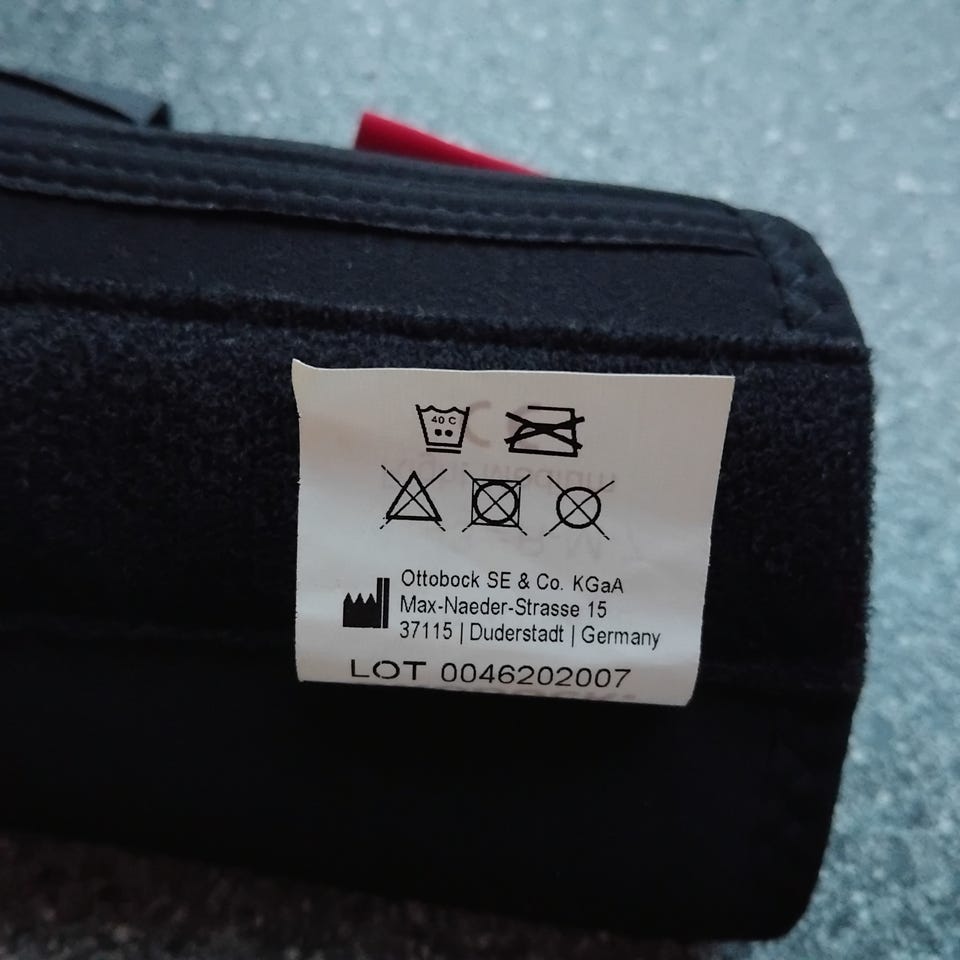 40 C
Ottobock SE & Co. KGaA
Max-Naeder-Strasse 15
37115 | Duderstadt | Germany
LOT 0046202007